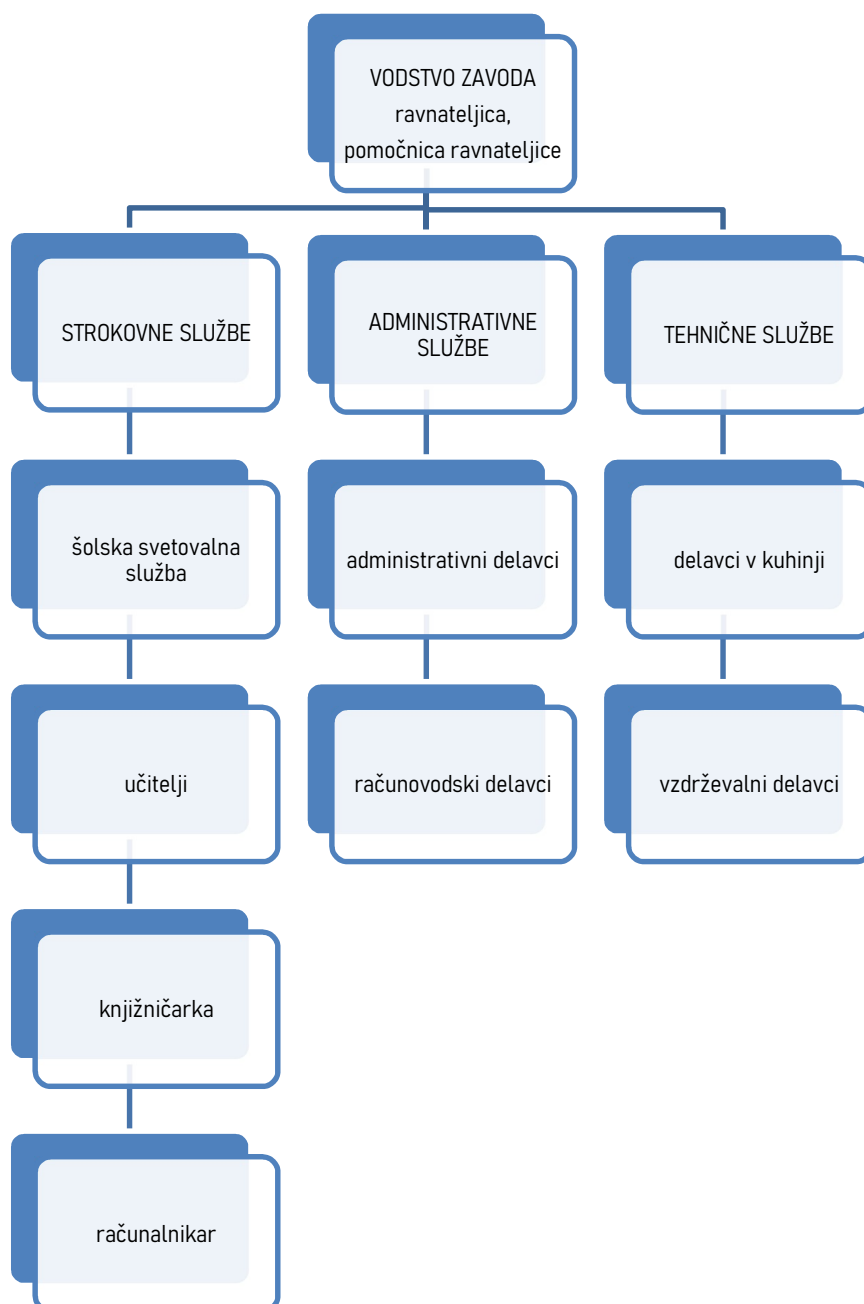 VODSTVO ZAVODA
ravnateljica,
pomočnica ravnateljice
STROKOVNE SLUŽBE
ADMINISTRATIVNE
SLUŽBE
TEHNIČNE SLUŽBE
šolska svetovalna
služba
administrativni delavci
delavci v kuhinji
učitelji
računovodski delavci
vzdrževalni delavci
knjižničarka
računalnikar